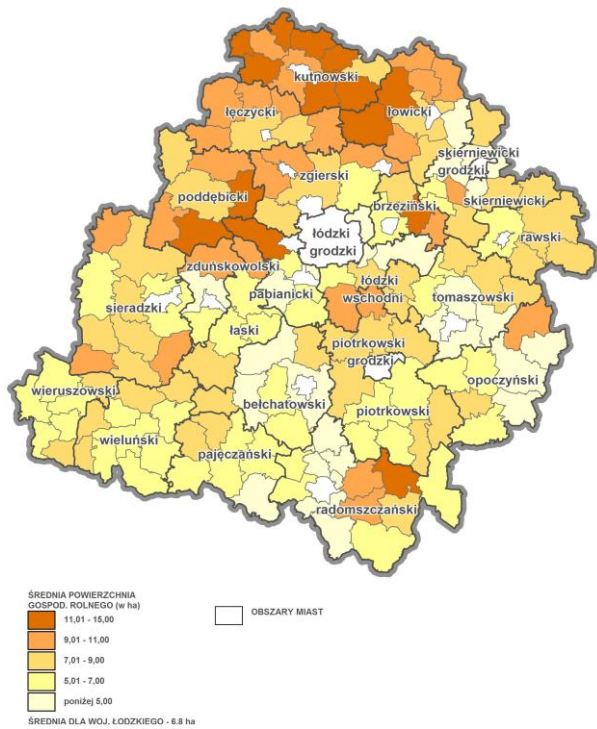 kutnowski
łęczycki
łowicki
skierniewicki
grodzki
zgierski
poddębicki
brzeziński
skierniewicki
łódzki
grodzki
rawski
zduńskowolski
łódzki
wschodni
pabianicki
tomaszowski
sieradzki
łaski
piotrkowski
grodzki
wieruszowski
opoczyński
bełchatowski
piotrkowski
wieluński
pajęczański
radomszczański
ŚREDNIA POWIERZCHNIA
GOSPOD. ROLNEGO (w ha)
11,01 - 15,00
9,01 - 11,00
7,01 - 9,00
5,01 - 7,00
poniżej 5,00
OBSZARY MIAST
ŚREDNIA DLA WOJ. ŁODZKIEGO - 6.8 ha